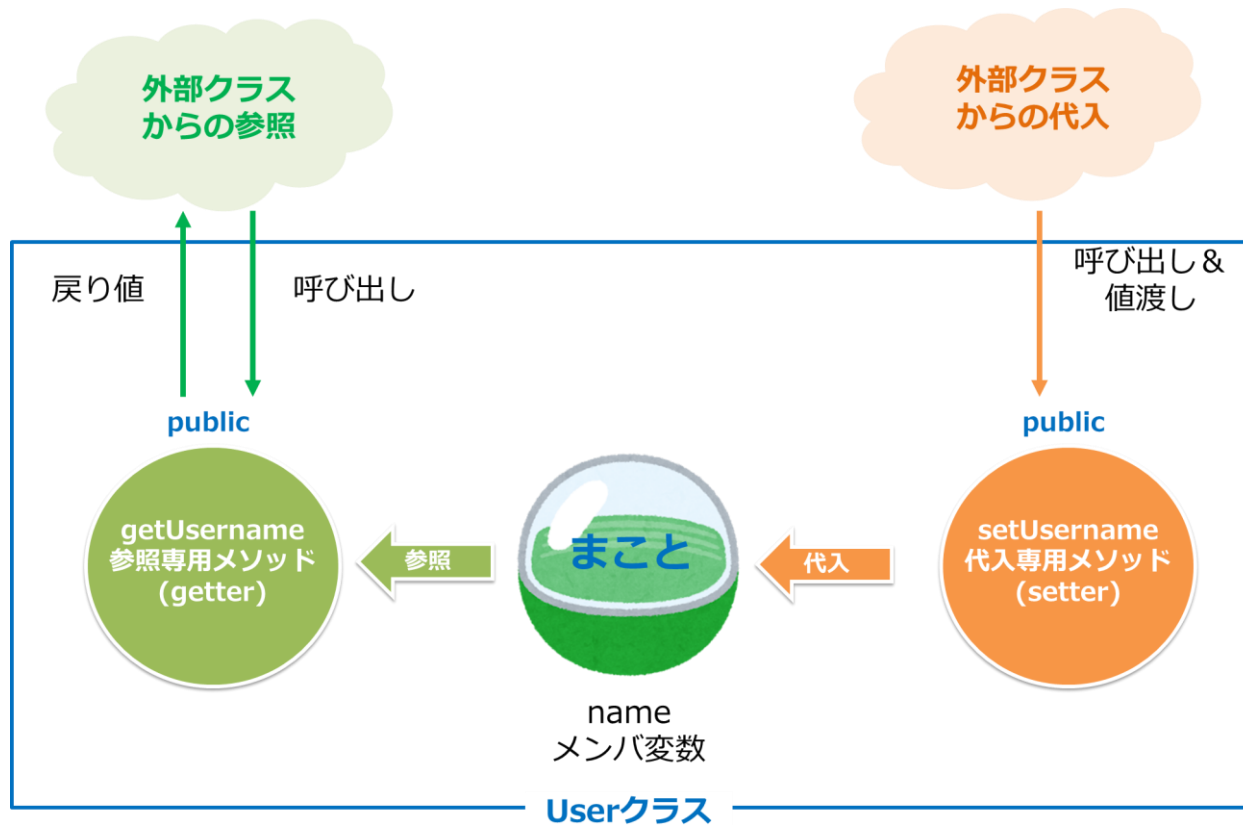 外部クラス
からの参照
外部クラス
からの代入
戻り値
呼び出し
呼び出し＆
値渡し
public
public
getUsername
参照専用メソッド
(getter)
参照
まこと
代入
setUsername
代入専用メソッド
(setter)
name
メンバ変数
Userクラス